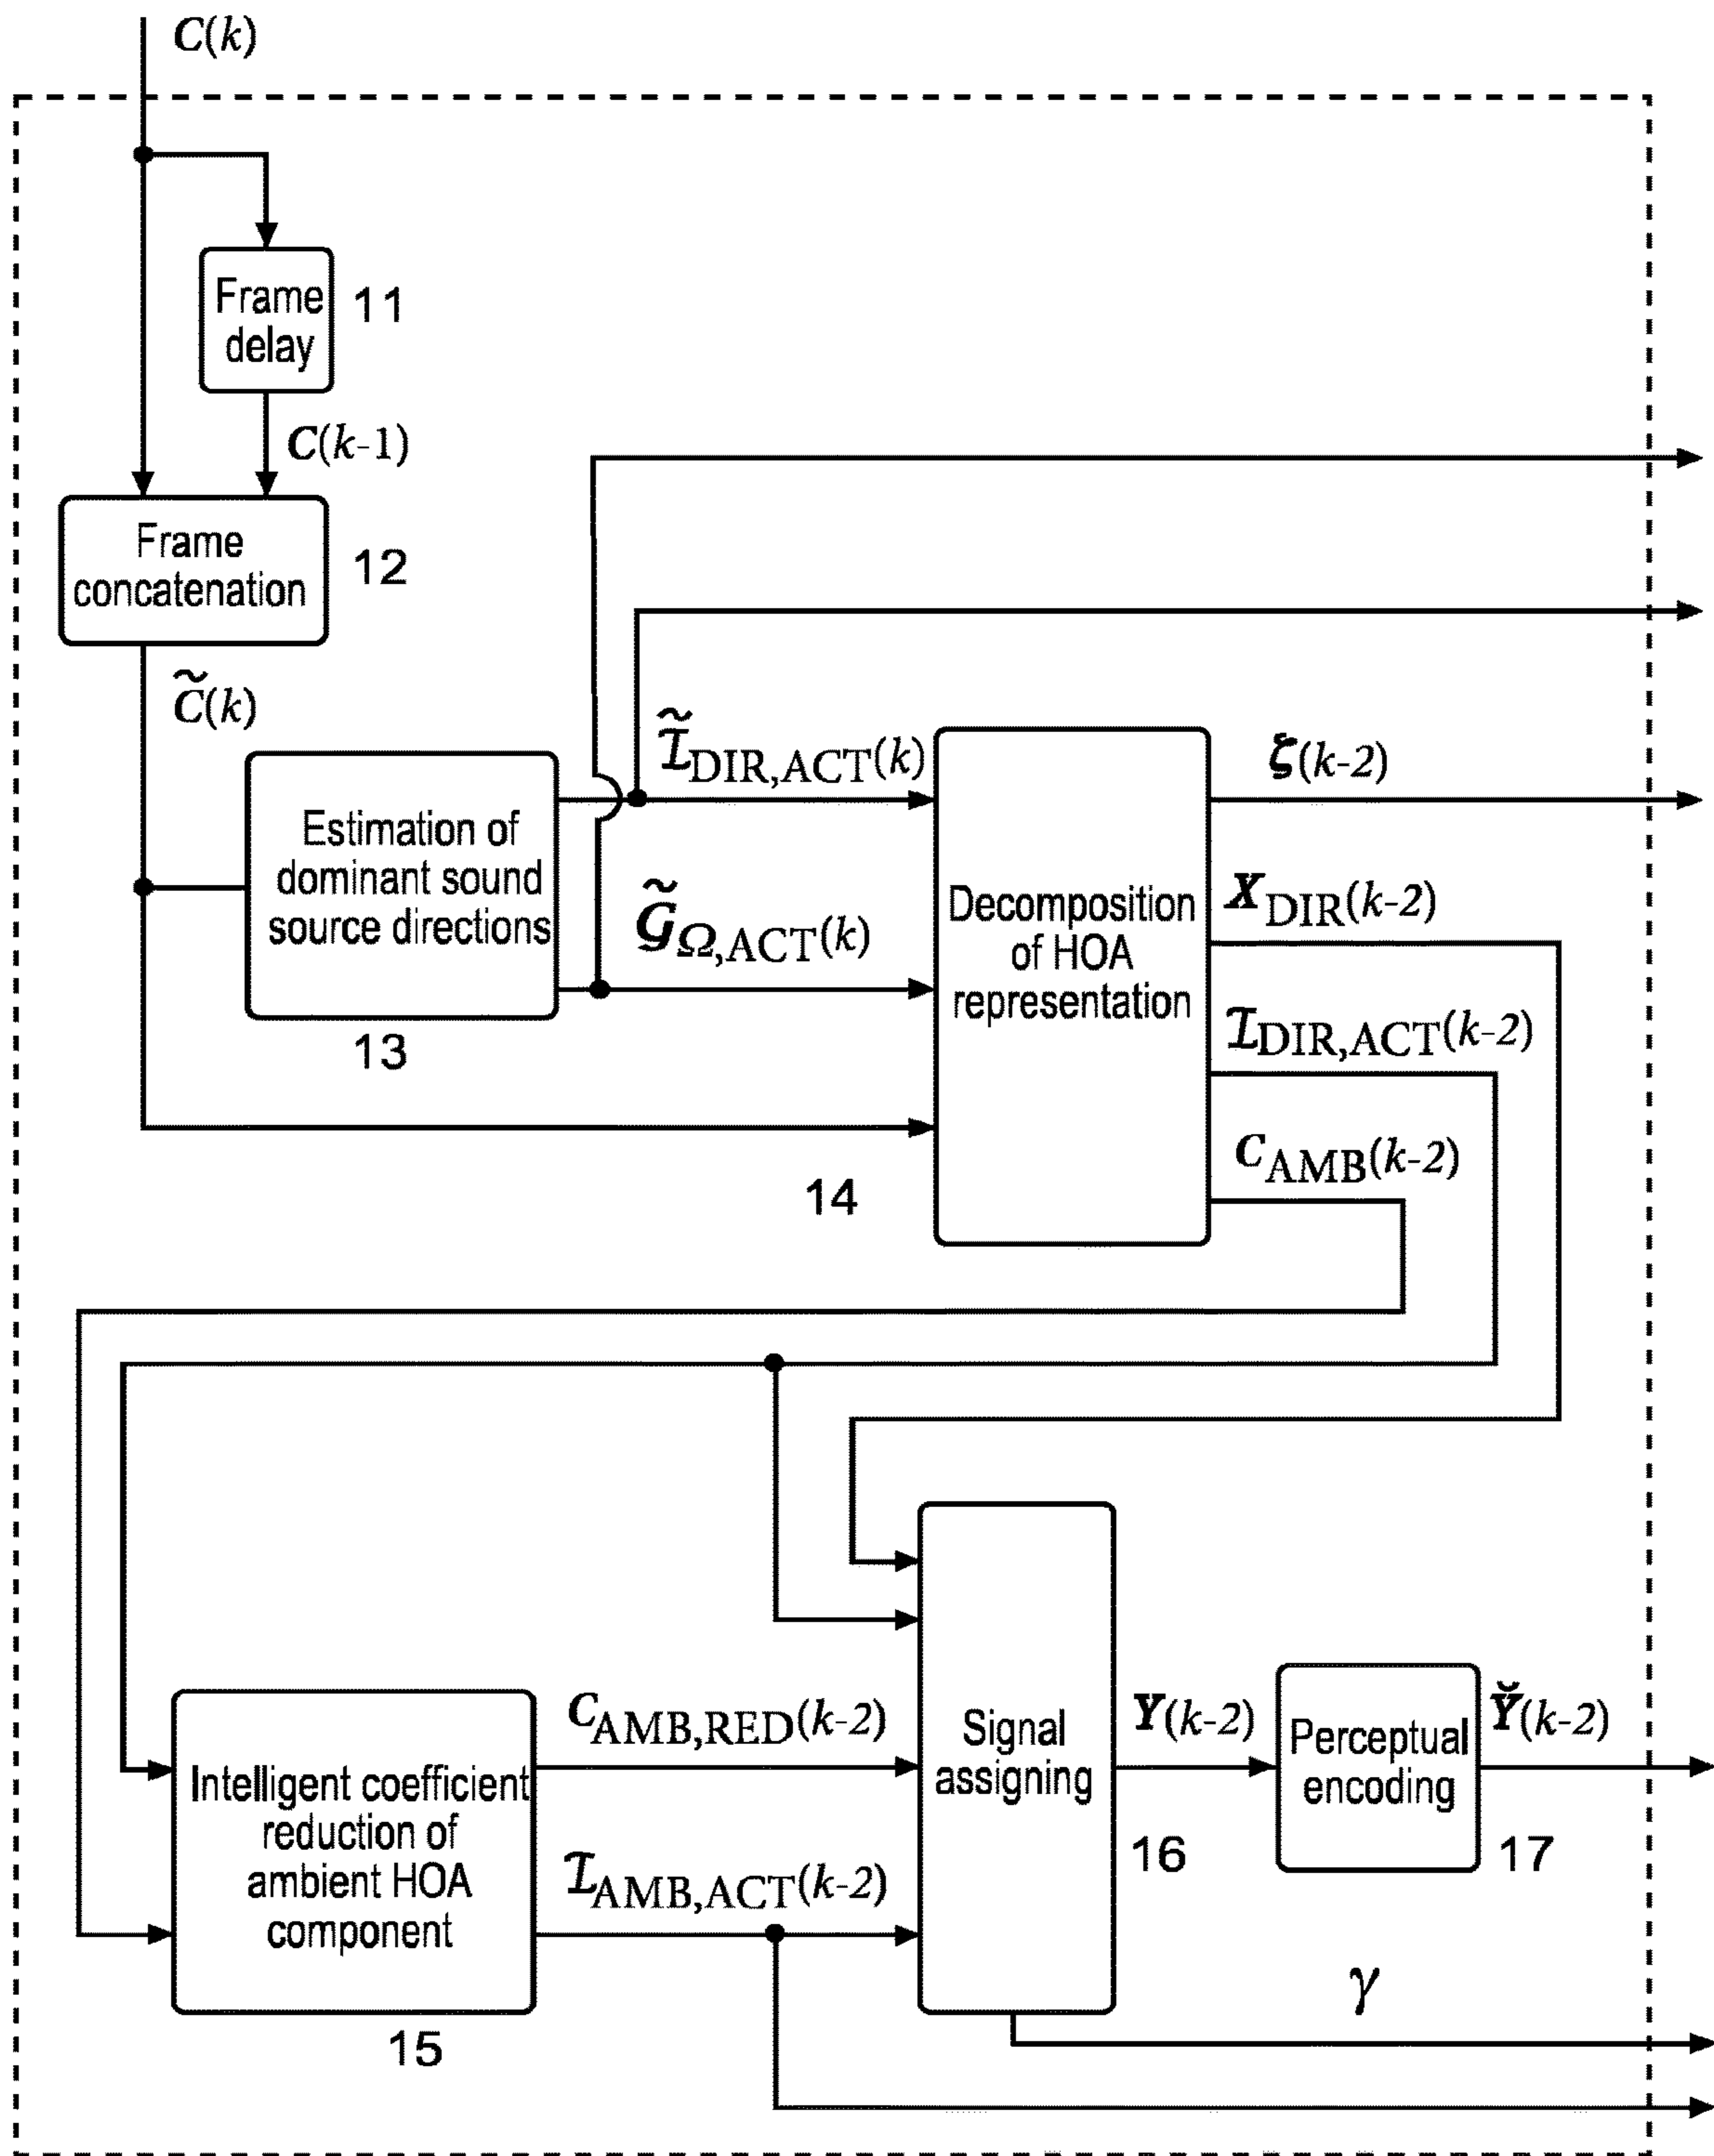 C(k)
Frame
delay
11
C(k-1)
Frame
concatenation
12
C̃(k)
Estimation of
dominant sound
source directions
13
Ĩ_DIR,ACT(k)
G̃_Ω,ACT(k)
Decomposition
of HOA
representation
14
ζ(k-2)
X_DIR(k-2)
I_DIR,ACT(k-2)
C_AMB(k-2)
Intelligent coefficient
reduction of
ambient HOA
component
15
C_AMB,RED(k-2)
I_AMB,ACT(k-2)
Signal
assigning
16
Y(k-2)
Perceptual
encoding
17
Y̆(k-2)
γ